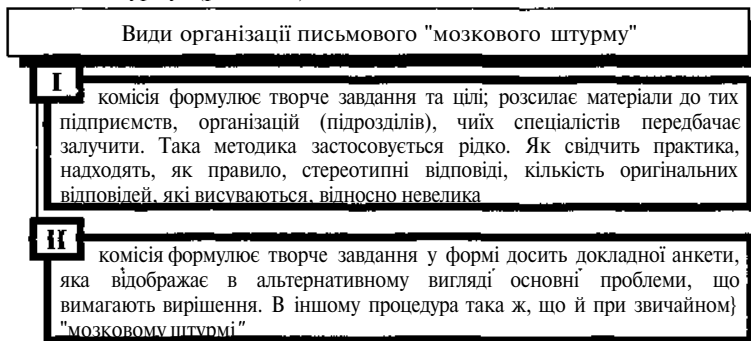 Види організації письмового "мозкового штурму"
I
комісія формулює творче завдання та цілі; розсилає матеріали до тих
підприємств, організацій (підрозділів), чиїх спеціалістів передбачає
залучити. Така методика застосовується рідко. Як свідчить практика,
надходять, як правило, стереотипні відповіді, кількість оригінальних
відповідей, які висуваються, відносно невелика
II
комісія формулює творче завдання у формі досить докладної анкети,
яка відображає в альтернативному вигляді основні проблеми, що
вимагають вирішення. В іншому процедура така ж, що й при звичайном}
"мозковому штурмі"